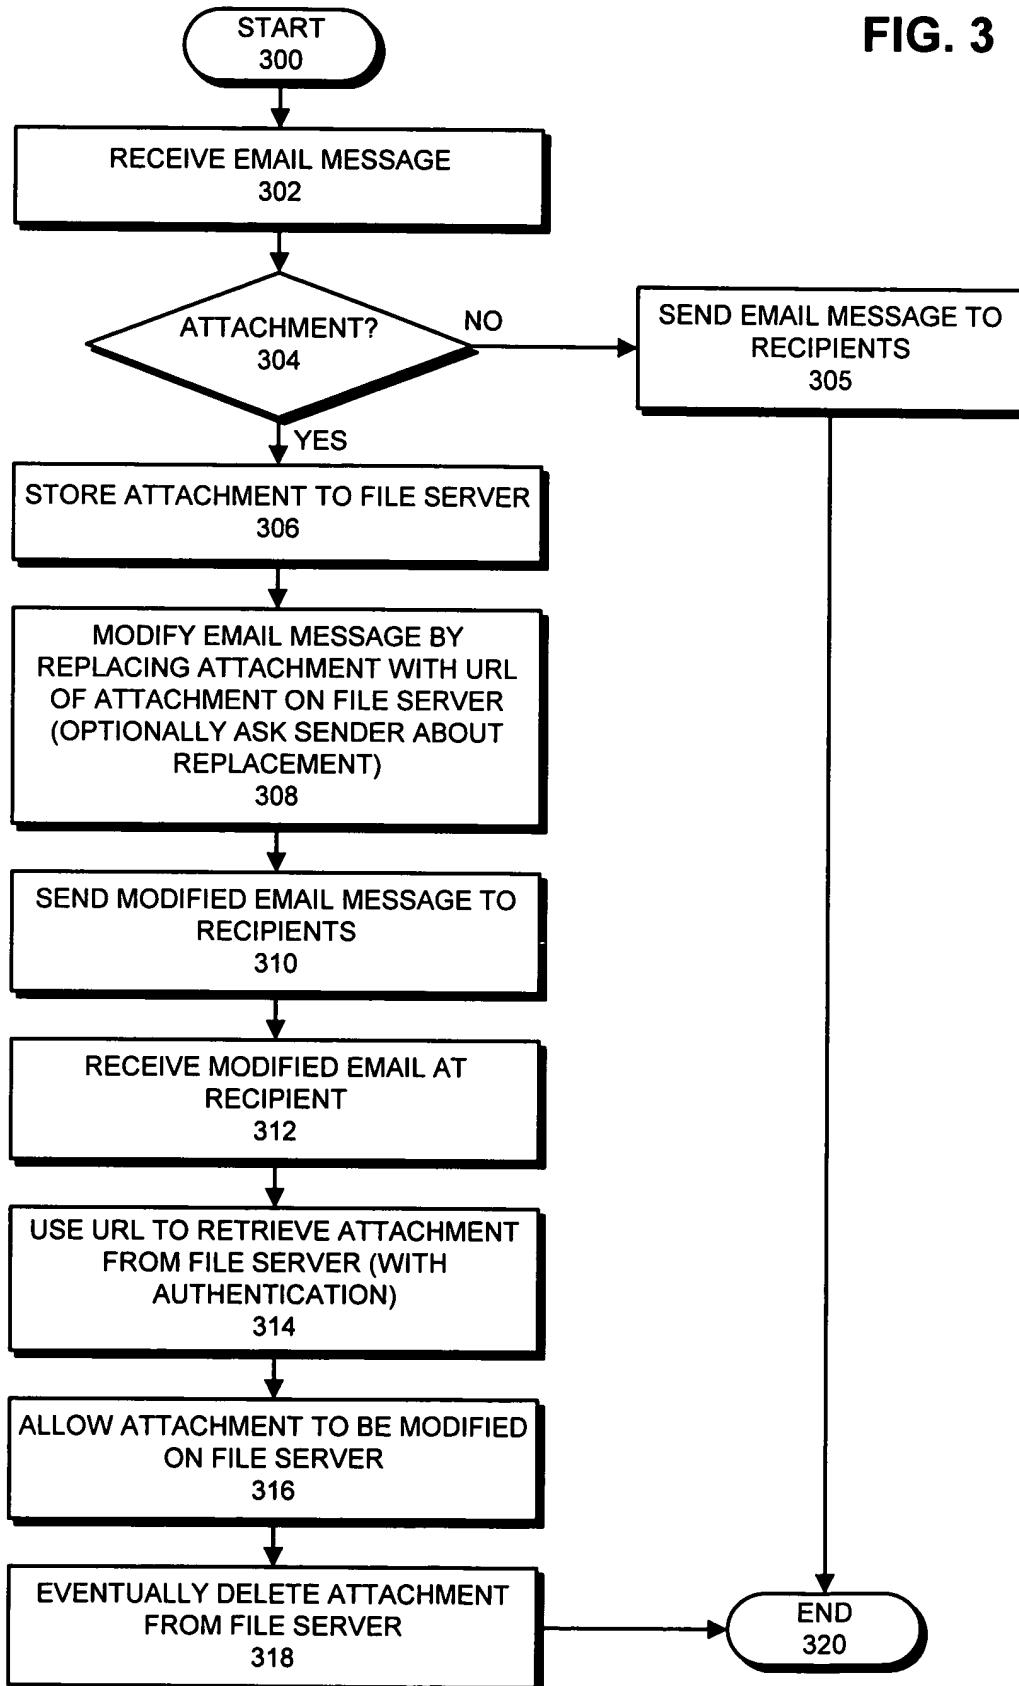 FIG. 3
START
300
RECEIVE EMAIL MESSAGE
302
ATTACHMENT?
304
NO
SEND EMAIL MESSAGE TO
RECIPIENTS
305
YES
STORE ATTACHMENT TO FILE SERVER
306
MODIFY EMAIL MESSAGE BY
REPLACING ATTACHMENT WITH URL
OF ATTACHMENT ON FILE SERVER
(OPTIONALLY ASK SENDER ABOUT
REPLACEMENT)
308
SEND MODIFIED EMAIL MESSAGE TO
RECIPIENTS
310
RECEIVE MODIFIED EMAIL AT
RECIPIENT
312
USE URL TO RETRIEVE ATTACHMENT
FROM FILE SERVER (WITH
AUTHENTICATION)
314
ALLOW ATTACHMENT TO BE MODIFIED
ON FILE SERVER
316
EVENTUALLY DELETE ATTACHMENT
FROM FILE SERVER
318
END
320